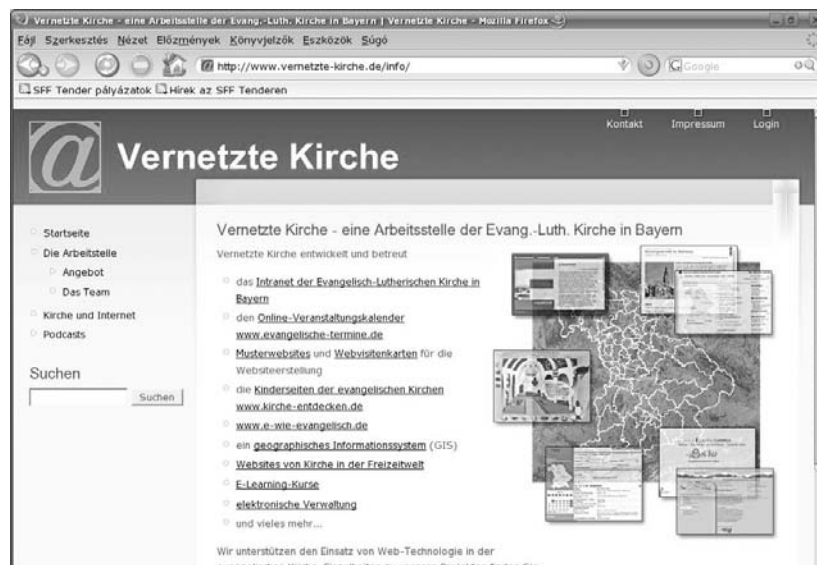 Vernetzte Kirche - eine Arbeitsstelle der Evang.-Luth. Kirche in Bayern | Vernetzte Kirche - Mozilla Firefox
Fájl Szerkesztés Nézet Előzmények Könyvjelzők Eszközök Súgó
http://www.vernetzte-kirche.de/info/
Google
SFF Tender pályázatok Hírek az SFF Tenderen
Kontakt Impressum Login
@ Vernetzte Kirche
Startseite
Die Arbeitstelle
Angebot
Das Team
Kirche und Internet
Podcasts
Suchen
Suchen
Vernetzte Kirche - eine Arbeitsstelle der Evang.-Luth. Kirche in Bayern
Vernetzte Kirche entwickelt und betreut
das Intranet der Evangelisch-Lutherischen Kirche in
Bayern
den Online-Veranstaltungskalender
www.evangelische-termine.de
Musterwebsites und Webvisitenkarten für die
Websiteerstellung
die Kinderseiten der evangelischen Kirchen
www.kirche-entdecken.de
www.e-wie-evangelisch.de
ein geographisches Informationssystem (GIS)
Websites von Kirche in der Freizeitwelt
E-Learning-Kurse
elektronische Verwaltung
und vieles mehr...
Wir unterstützen den Einsatz von Web-Technologie in der